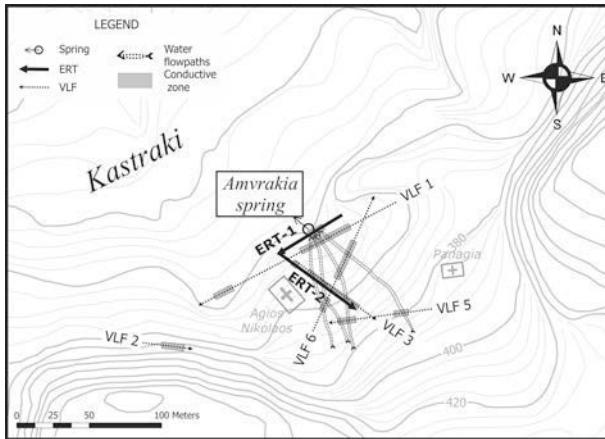 LEGEND
Spring
ERT
VLF
Water
flowpaths
Conductive
zone
N
W
E
S
Kastraki
Amvrakia
spring
VLF 1
ERT-1
380
Panagia
ERT-2
Agios
Nikolaos
VLF 5
VLF 3
VLF 6
VLF 2
400
420
0 25 50 100 Meters